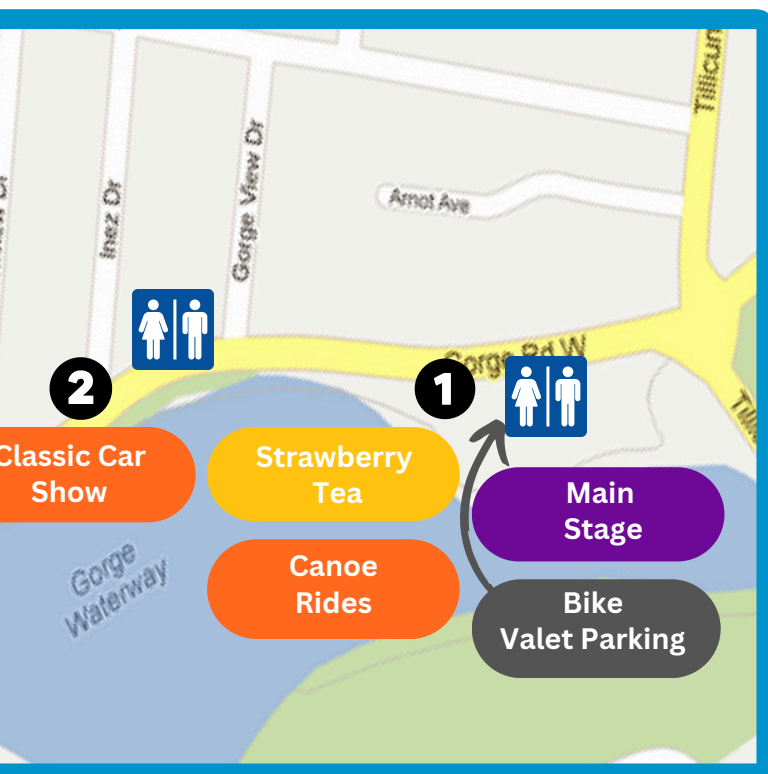 Tillicum
Gorge View Dr
Inez Dr
Arnot Ave
Gorge Rd W
2
1
Classic Car
Show
Strawberry
Tea
Main
Stage
Canoe
Rides
Gorge
Waterway
Bike
Valet Parking